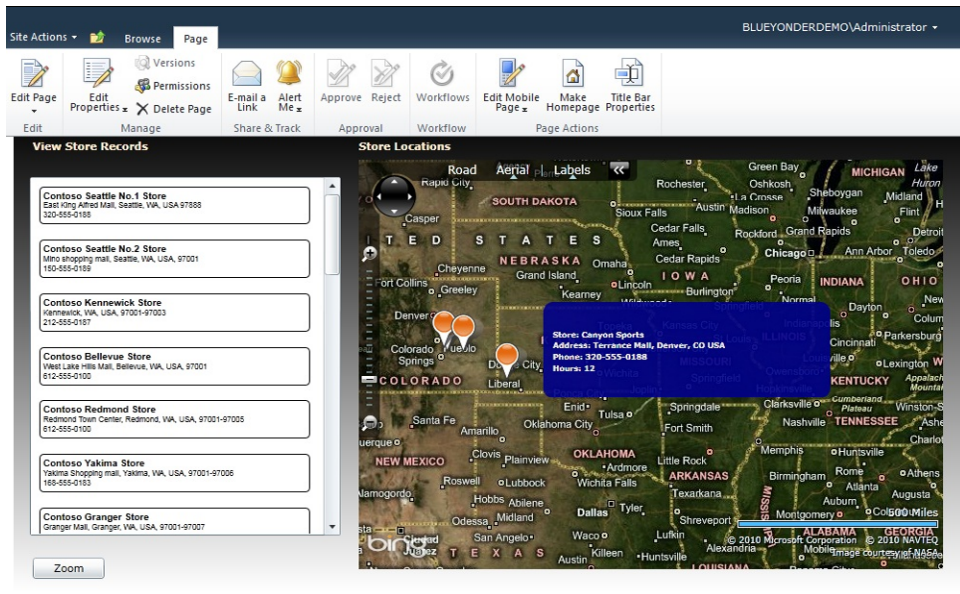 BLUEYONDERDEMO\Administrator
Site Actions
Browse
Page
Edit Page
Edit Properties
Versions
Permissions
Delete Page
E-mail a Link
Alert Me
Approve
Reject
Workflows
Edit Mobile Page
Make Homepage
Title Bar Properties
Edit
Manage
Share & Track
Approval
Workflow
Page Actions
View Store Records
Contoso Seattle No.1 Store
East King Alfred Mall, Seattle, WA, USA 97888
320-555-0188
Contoso Seattle No.2 Store
Mino shopping mall, Seattle, WA, USA, 97001
150-555-0189
Contoso Kennewick Store
Kennewick, WA, USA, 97001-97003
212-555-0187
Contoso Bellevue Store
West Lake Hills Mall, Bellevue, WA, USA, 97001
612-555-0100
Contoso Redmond Store
Redmond Town Center, Redmond, WA, USA, 97001-97005
612-555-0100
Contoso Yakima Store
Yakima Shopping mall, Yakima, WA, USA, 97001-97006
168-555-0183
Contoso Granger Store
Granger Mall, Granger, WA, USA, 97001-97007
Zoom
Store Locations
Road Aerial Labels
Rapid City
Green Bay
MICHIGAN
Lake Huron
Rochester
Oshkosh
La Crosse
Sheboygan
Midland
SOUTH DAKOTA
Casper
Sioux Falls
Austin
Madison
Milwaukee
Flint
Cedar Falls
Rockford
Grand Rapids
Detroit
T E D S T A T E S
Ames
Chicago
Ann Arbor
Toledo
NEBRASKA
Omaha
Cedar Rapids
Cheyenne
Grand Island
IOWA
Peoria
INDIANA
OHIO
Fort Collins
Greeley
Lincoln
Kearney
Burlington
Normal
Dayton
Denver
Parkersburg
Cincinnati
Store: Canyon Sports
Address: Terrance Mall, Denver, CO USA
Phone: 320-555-0188
Hours: 12
Kansas City
ILLINOIS
MISSOURI
Wichita
Springfield
Owensboro
Colorado Springs
Pueblo
Lexington
COLORADO
Liberal
KENTUCKY
Enid
Springdale
Clarksville
Cumberland Plateau
Santa Fe
Tulsa
Amarillo
Oklahoma City
Fort Smith
Nashville
TENNESSEE
Clovis
Plainview
OKLAHOMA
Memphis
Huntsville
NEW MEXICO
Ardmore
Little Rock
ARKANSAS
Birmingham
Rome
Athens
Roswell
Lubbock
Wichita Falls
Atlanta
Alamogordo
Hobbs
Abilene
Texarkana
Auburn
Augusta
Dallas
Tyler
Odessa
Midland
Shreveport
Montgomery
500 Miles
San Angelo
Waco
Lufkin
ALABAMA
GEORGIA
© 2010 Microsoft Corporation © 2010 NAVTEQ
bing
Alexandria
Mobile
Image courtesy of NASA
TEXAS
Killeen
Austin
Huntsville
LOUISIANA